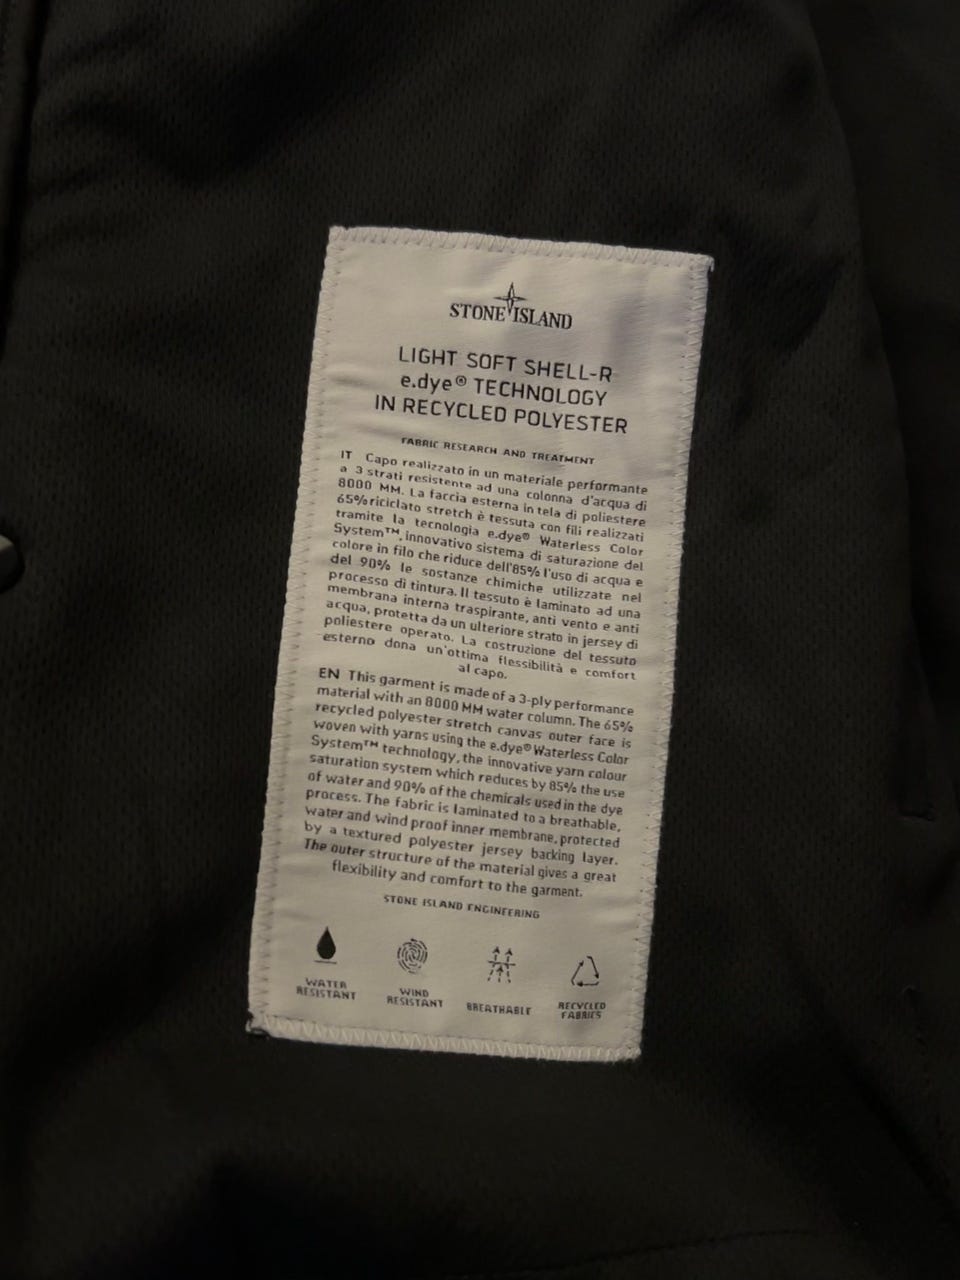 STONE ISLAND
LIGHT SOFT SHELL-R
e.dye® TECHNOLOGY
IN RECYCLED POLYESTER
FABRIC RESEARCH AND TREATMENT
IT Capo realizzato in un materiale performante
a 3 strati resistente ad una colonna d'acqua di
8000 MM. La faccia esterna in tela di poliestere
65% riciclato stretch è tessuta con fili realizzati
tramite la tecnologia e.dye® Waterless Color
System™, innovativo sistema di saturazione del
colore in filo che riduce dell'85% l'uso di acqua e
del 90% le sostanze chimiche utilizzate nel
processo di tintura. Il tessuto è laminato ad una
membrana interna traspirante, anti vento e anti
acqua, protetta da un ulteriore strato in jersey di
poliestere operato. La costruzione del tessuto
esterno dona un'ottima flessibilità e comfort
al capo.
EN This garment is made of a 3-ply performance
material with an 8000 MM water column. The 65%
recycled polyester stretch canvas outer face is
woven with yarns using the e.dye® Waterless Color
System™ technology, the innovative yarn colour
saturation system which reduces by 85% the use
of water and 90% of the chemicals used in the dye
process. The fabric is laminated to a breathable,
water and wind proof inner membrane, protected
by a textured polyester jersey backing layer.
The outer structure of the material gives a great
flexibility and comfort to the garment.
STONE ISLAND ENGINEERING
WATER
RESISTANT
WIND
RESISTANT
BREATHABLE
RECYCLED
FABRICS